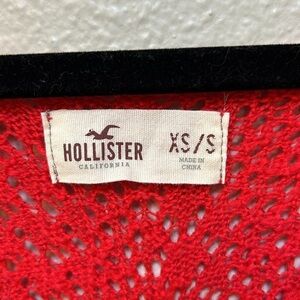 HOLLISTER
CALIFORNIA
XS/S
MADE IN
CHINA